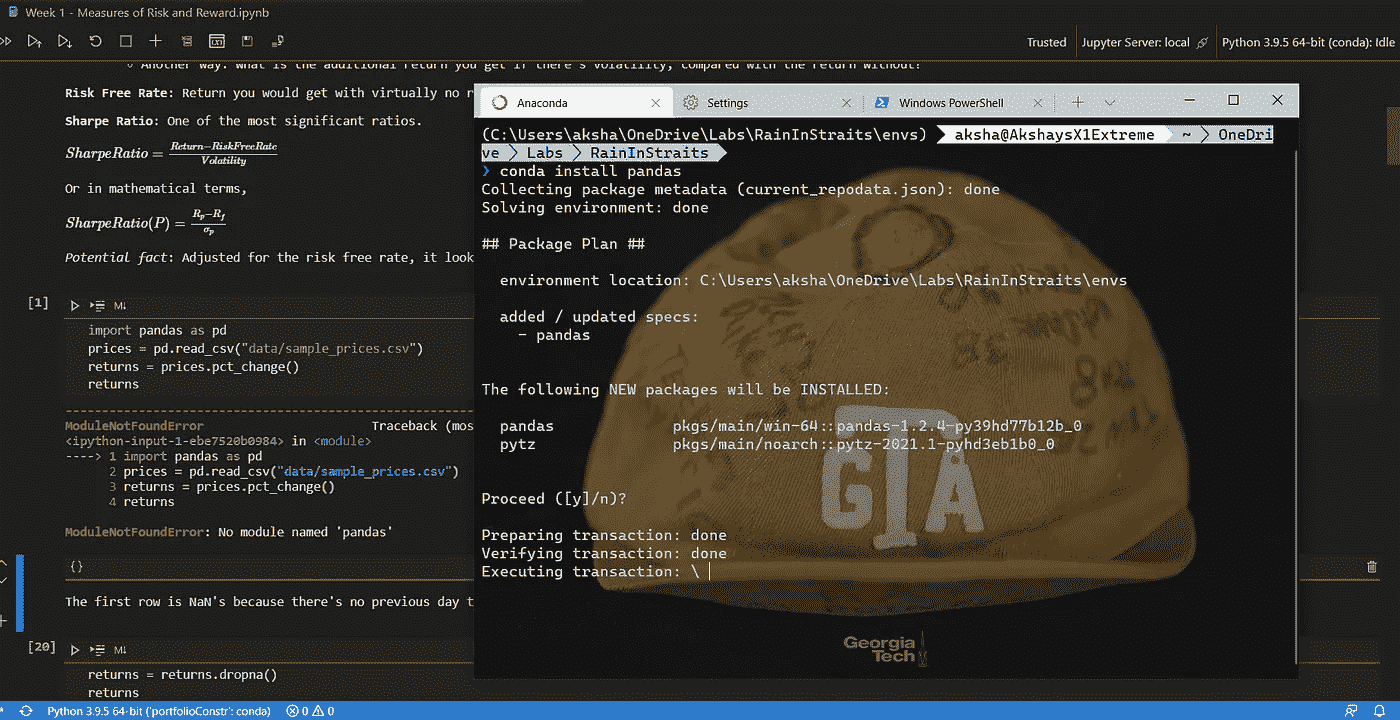 Week 1 - Measures of Risk and Reward.ipynb
Trusted
Jupyter Server: local
Python 3.9.5 64-bit (conda): Idle
Another way: What is the additional return you get if there's volatility, compared with the return without?
Risk Free Rate: Return you would get with virtually no r
Sharpe Ratio: One of the most significant ratios.
SharpeRatio = Return−RiskFreeRate
Volatility
Or in mathematical terms,
SharpeRatio(P) = Rp−Rf
σp
Potential fact: Adjusted for the risk free rate, it look
[1]
M↓
import pandas as pd
prices = pd.read_csv("data/sample_prices.csv")
returns = prices.pct_change()
returns
ModuleNotFoundError Traceback (mos
<ipython-input-1-ebe7520b0984> in <module>
----> 1 import pandas as pd
2 prices = pd.read_csv("data/sample_prices.csv")
3 returns = prices.pct_change()
4 returns
ModuleNotFoundError: No module named 'pandas'
{}
The first row is NaN's because there's no previous day t
[20]
M↓
returns = returns.dropna()
returns
Python 3.9.5 64-bit ('portfolioConstr': conda)
0
0
Anaconda
Settings
Windows PowerShell
(C:\Users\aksha\OneDrive\Labs\RainInStraits\envs) aksha@AkshaysX1Extreme ~ OneDri
ve Labs RainInStraits
❯ conda install pandas
Collecting package metadata (current_repodata.json): done
Solving environment: done
## Package Plan ##
environment location: C:\Users\aksha\OneDrive\Labs\RainInStraits\envs
added / updated specs:
- pandas
The following NEW packages will be INSTALLED:
pandas pkgs/main/win-64::pandas-1.2.4-py39hd77b12b_0
pytz pkgs/main/noarch::pytz-2021.1-pyhd3eb1b0_0
Proceed ([y]/n)?
Preparing transaction: done
Verifying transaction: done
Executing transaction: \
GTA
Georgia
Tech